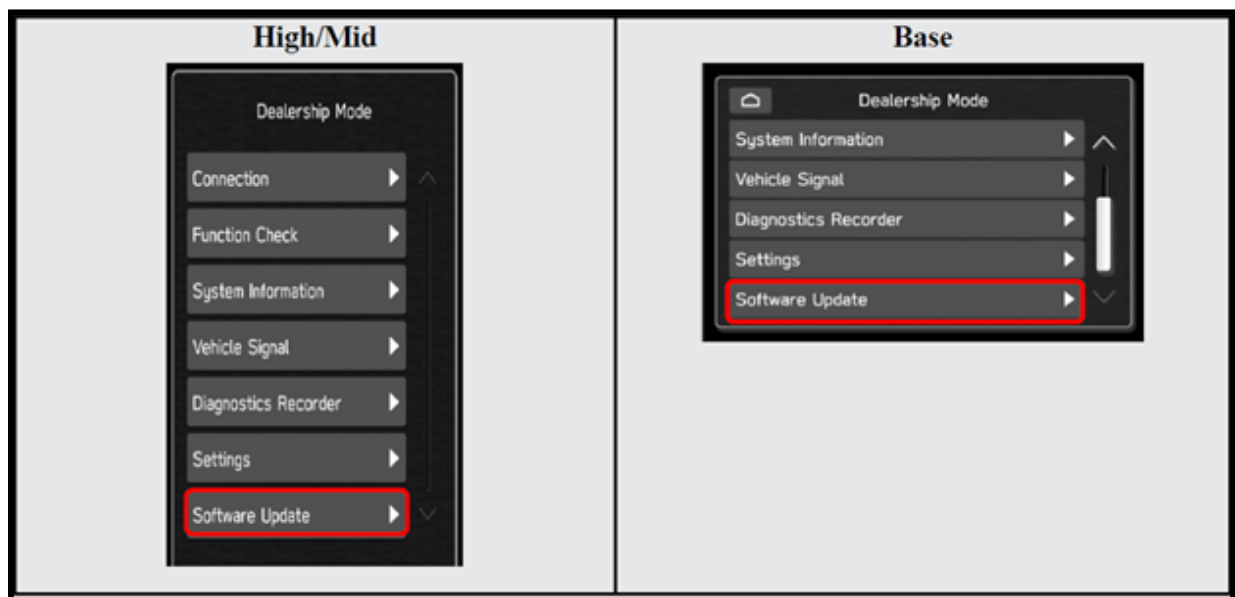 High/Mid
Dealership Mode
Connection
Function Check
System Information
Vehicle Signal
Diagnostics Recorder
Settings
Software Update
Base
Dealership Mode
System Information
Vehicle Signal
Diagnostics Recorder
Settings
Software Update